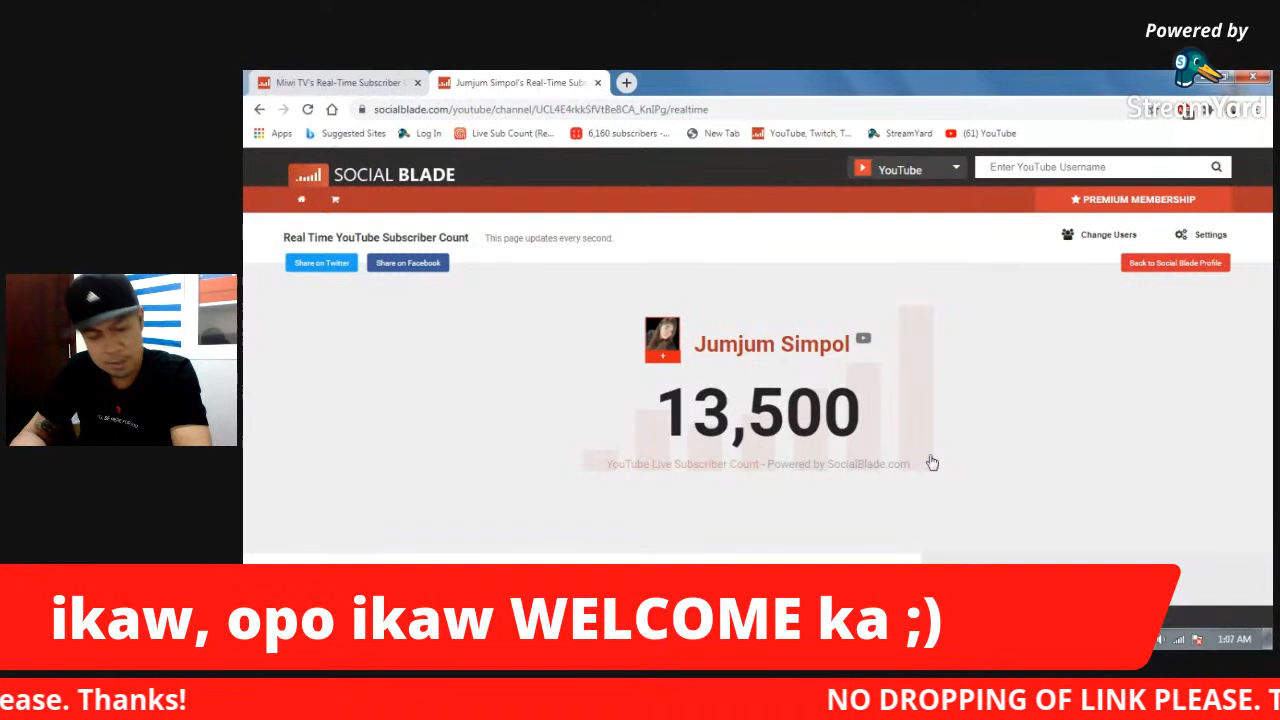 Powered by
StreamYard
Miwi TV's Real-Time Subscriber
Jumjum Simpol's Real-Time Subs
socialblade.com/youtube/channel/UCL4E4rkkSfVtBe8CA_KnIPg/realtime
Apps
Suggested Sites
Log In
Live Sub Count (Re...
6,160 subscribers -...
New Tab
YouTube, Twitch, T...
StreamYard
(61) YouTube
SOCIAL BLADE
YouTube
Enter YouTube Username
PREMIUM MEMBERSHIP
Real Time YouTube Subscriber Count
This page updates every second.
Change Users
Settings
Share on Twitter
Share on Facebook
Back to Social Blade Profile
Jumjum Simpol
13,500
YouTube Live Subscriber Count - Powered by SocialBlade.com
ikaw, opo ikaw WELCOME ka ;)
1:07 AM
ease. Thanks!
NO DROPPING OF LINK PLEASE. T